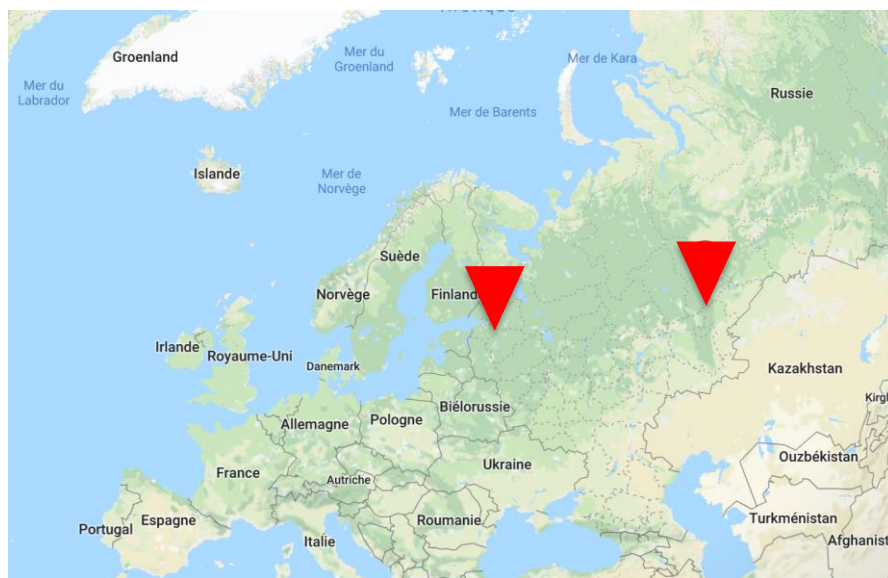 Groenland
Mer du
Groenland
Mer de Kara
Russie
Mer du
Labrador
Mer de Barents
Islande
Mer de
Norvège
Suède
Norvège
Finlande
Irlande
Royaume-Uni
Danemark
Kazakhstan
Biélorussie
Pologne
Allemagne
Kirgh
Ukraine
Ouzbékistan
France
Autriche
Roumanie
Turkménistan
Espagne
Portugal
Italie
Afghanist